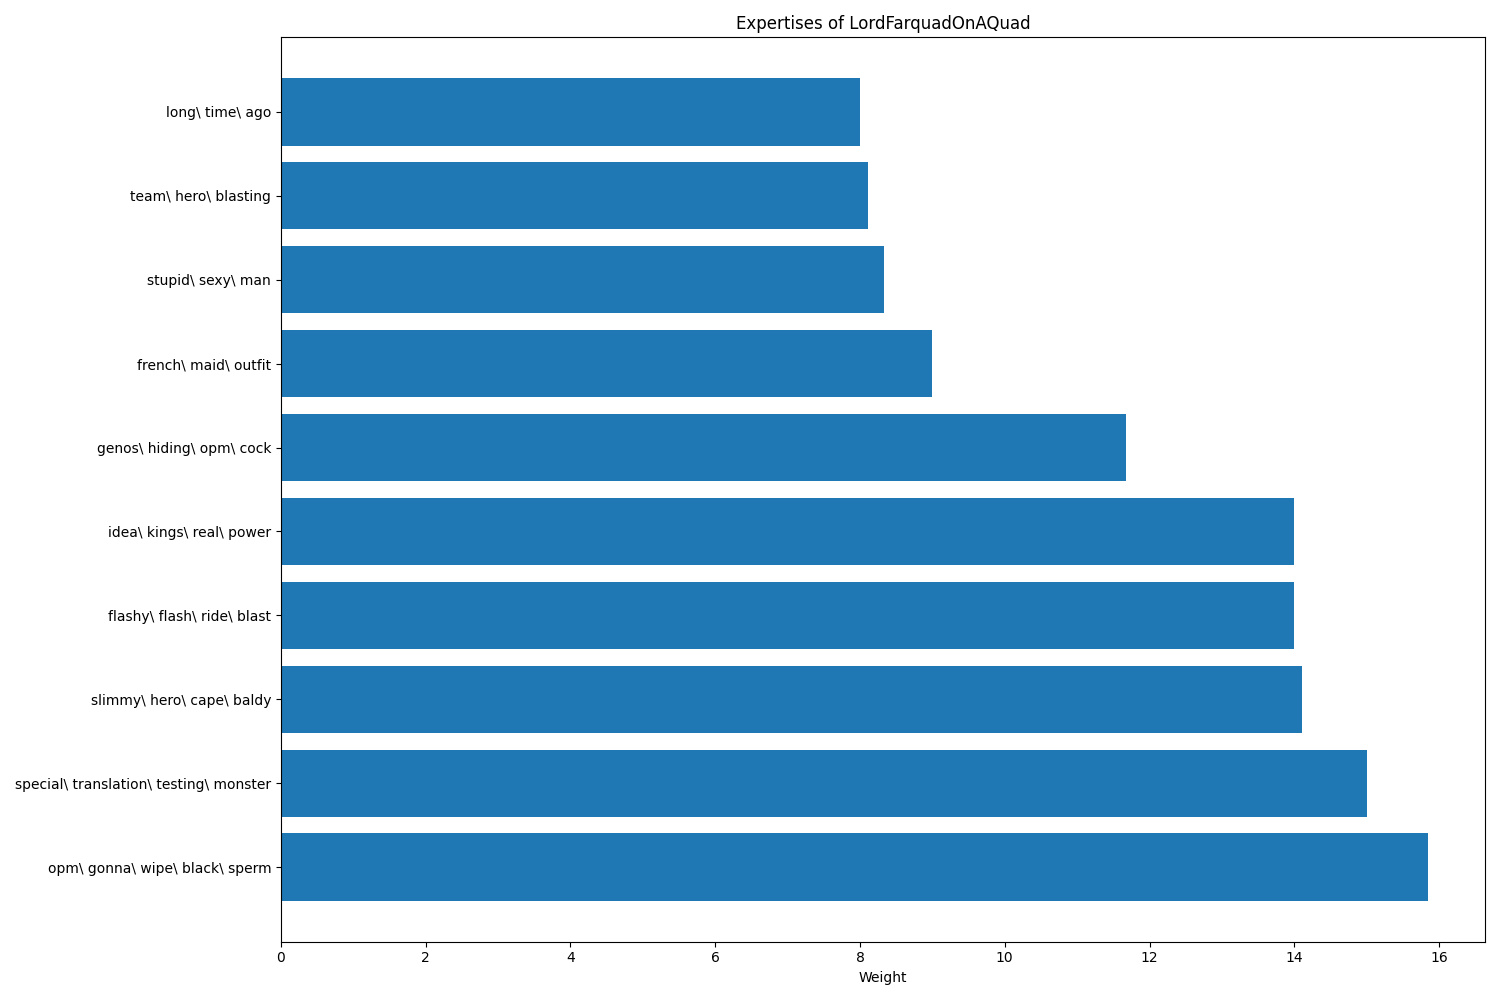 Expertises of LordFarquadOnAQuad
long\ time\ ago
team\ hero\ blasting
stupid\ sexy\ man
french\ maid\ outfit
genos\ hiding\ opm\ cock
idea\ kings\ real\ power
flashy\ flash\ ride\ blast
slimmy\ hero\ cape\ baldy
special\ translation\ testing\ monster
opm\ gonna\ wipe\ black\ sperm
0 2 4 6 8 10 12 14 16
Weight